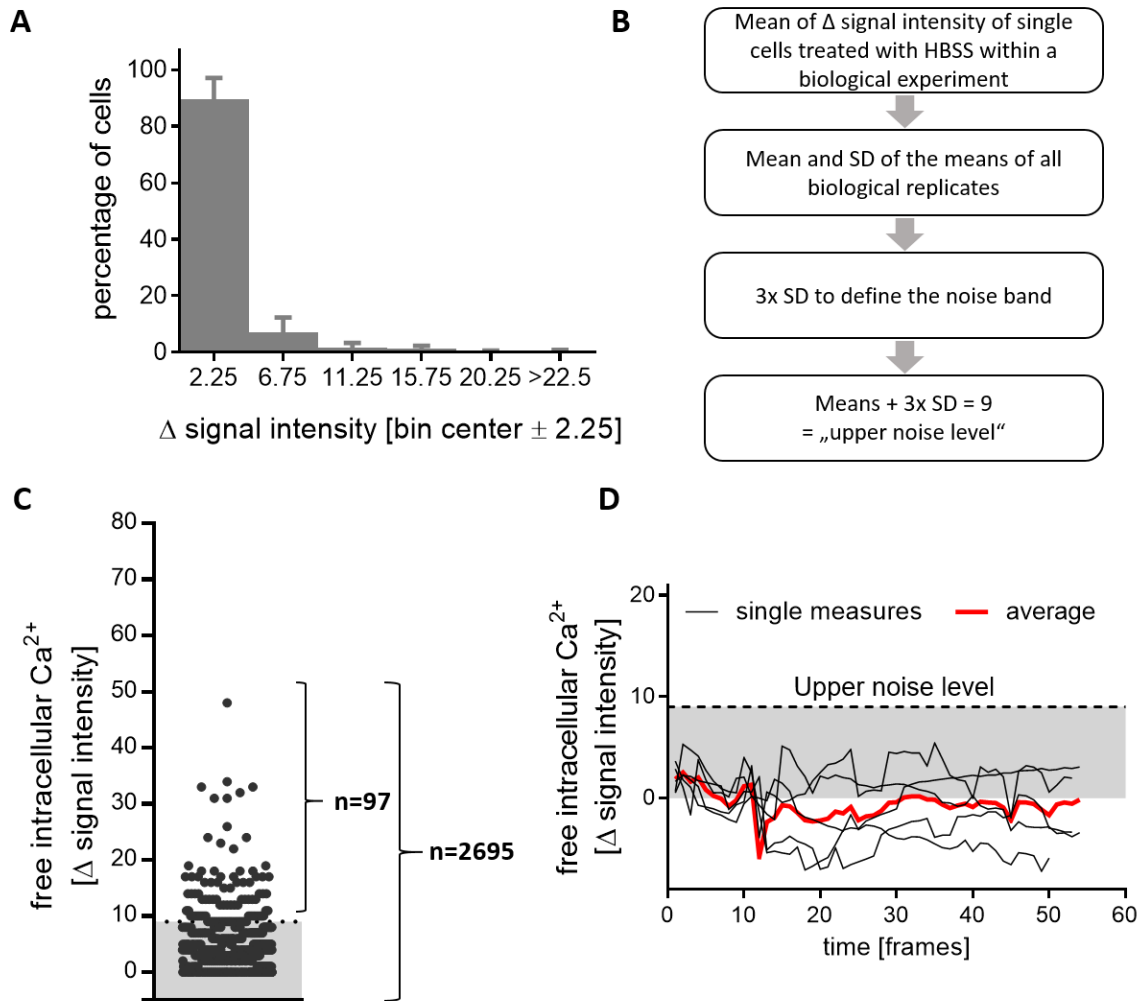 A
percentage of cells
100
80
60
40
20
0
2.25 6.75 11.25 15.75 20.25 >22.5
Δ signal intensity [bin center ± 2.25]
B
Mean of Δ signal intensity of single
cells treated with HBSS within a
biological experiment
Mean and SD of the means of all
biological replicates
3x SD to define the noise band
Means + 3x SD = 9
= „upper noise level“
C
free intracellular Ca²⁺
[Δ signal intensity]
80
70
60
50
40
30
20
10
0
n=97
n=2695
D
free intracellular Ca²⁺
[Δ signal intensity]
20
10
0
single measures average
Upper noise level
0 10 20 30 40 50 60
time [frames]